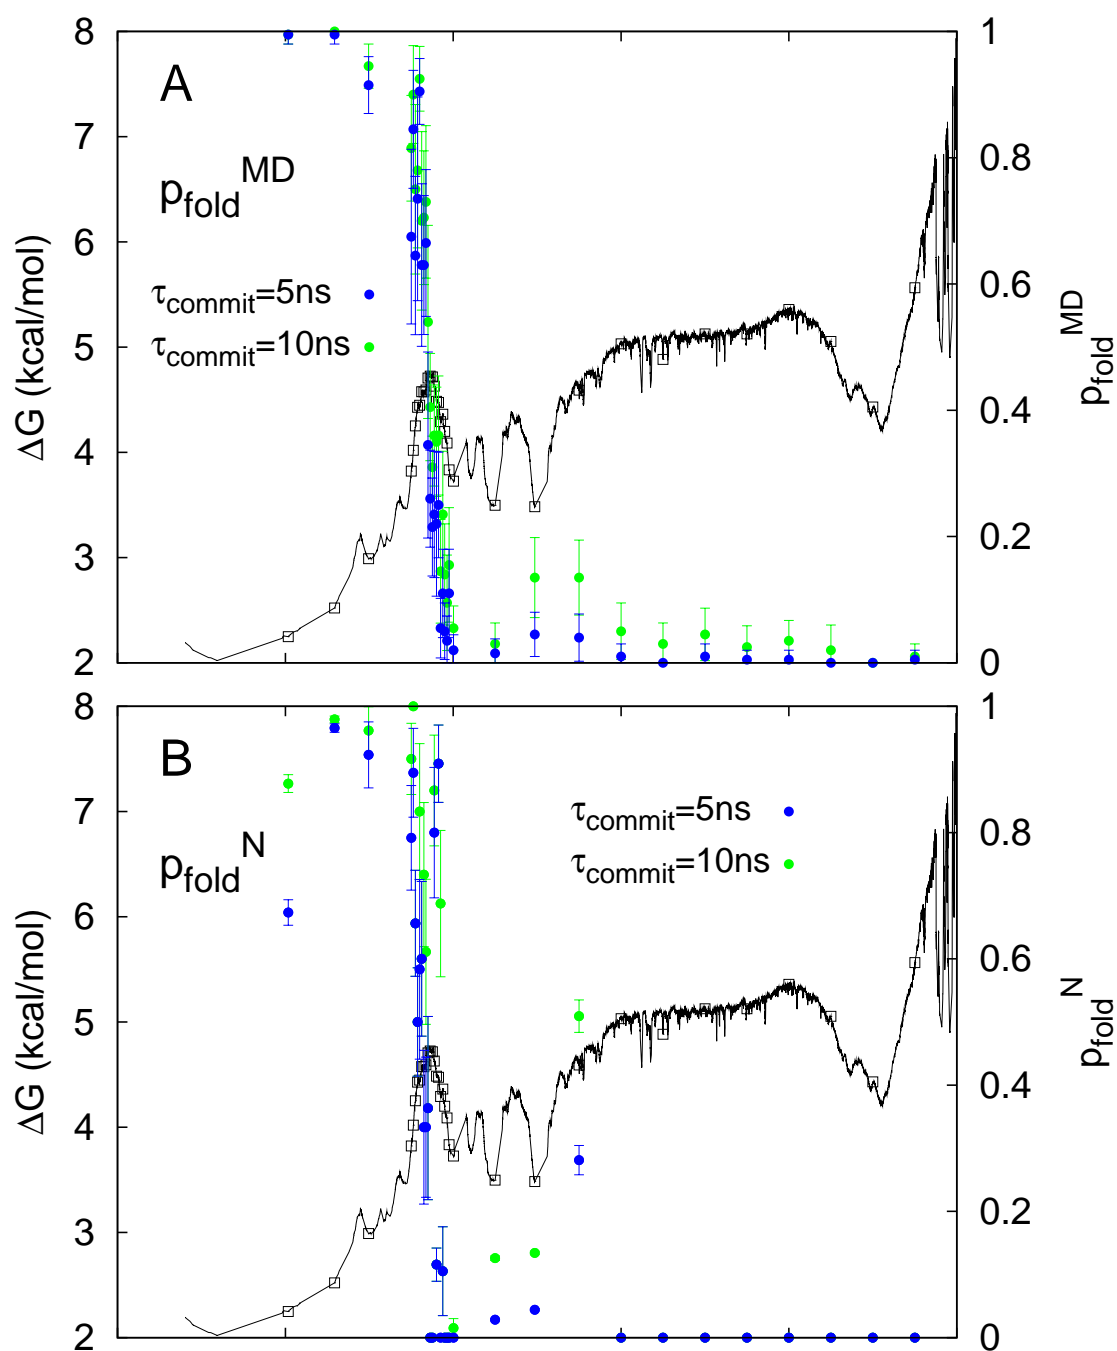 8
7
6
5
4
3
2
ΔG (kcal/mol)
A
p_fold^MD
τ_commit=5ns
τ_commit=10ns
1
0.8
0.6
0.4
0.2
0
p_fold^MD
8
7
6
5
4
3
2
ΔG (kcal/mol)
B
p_fold^N
τ_commit=5ns
τ_commit=10ns
1
0.8
0.6
0.4
0.2
0
p_fold^N